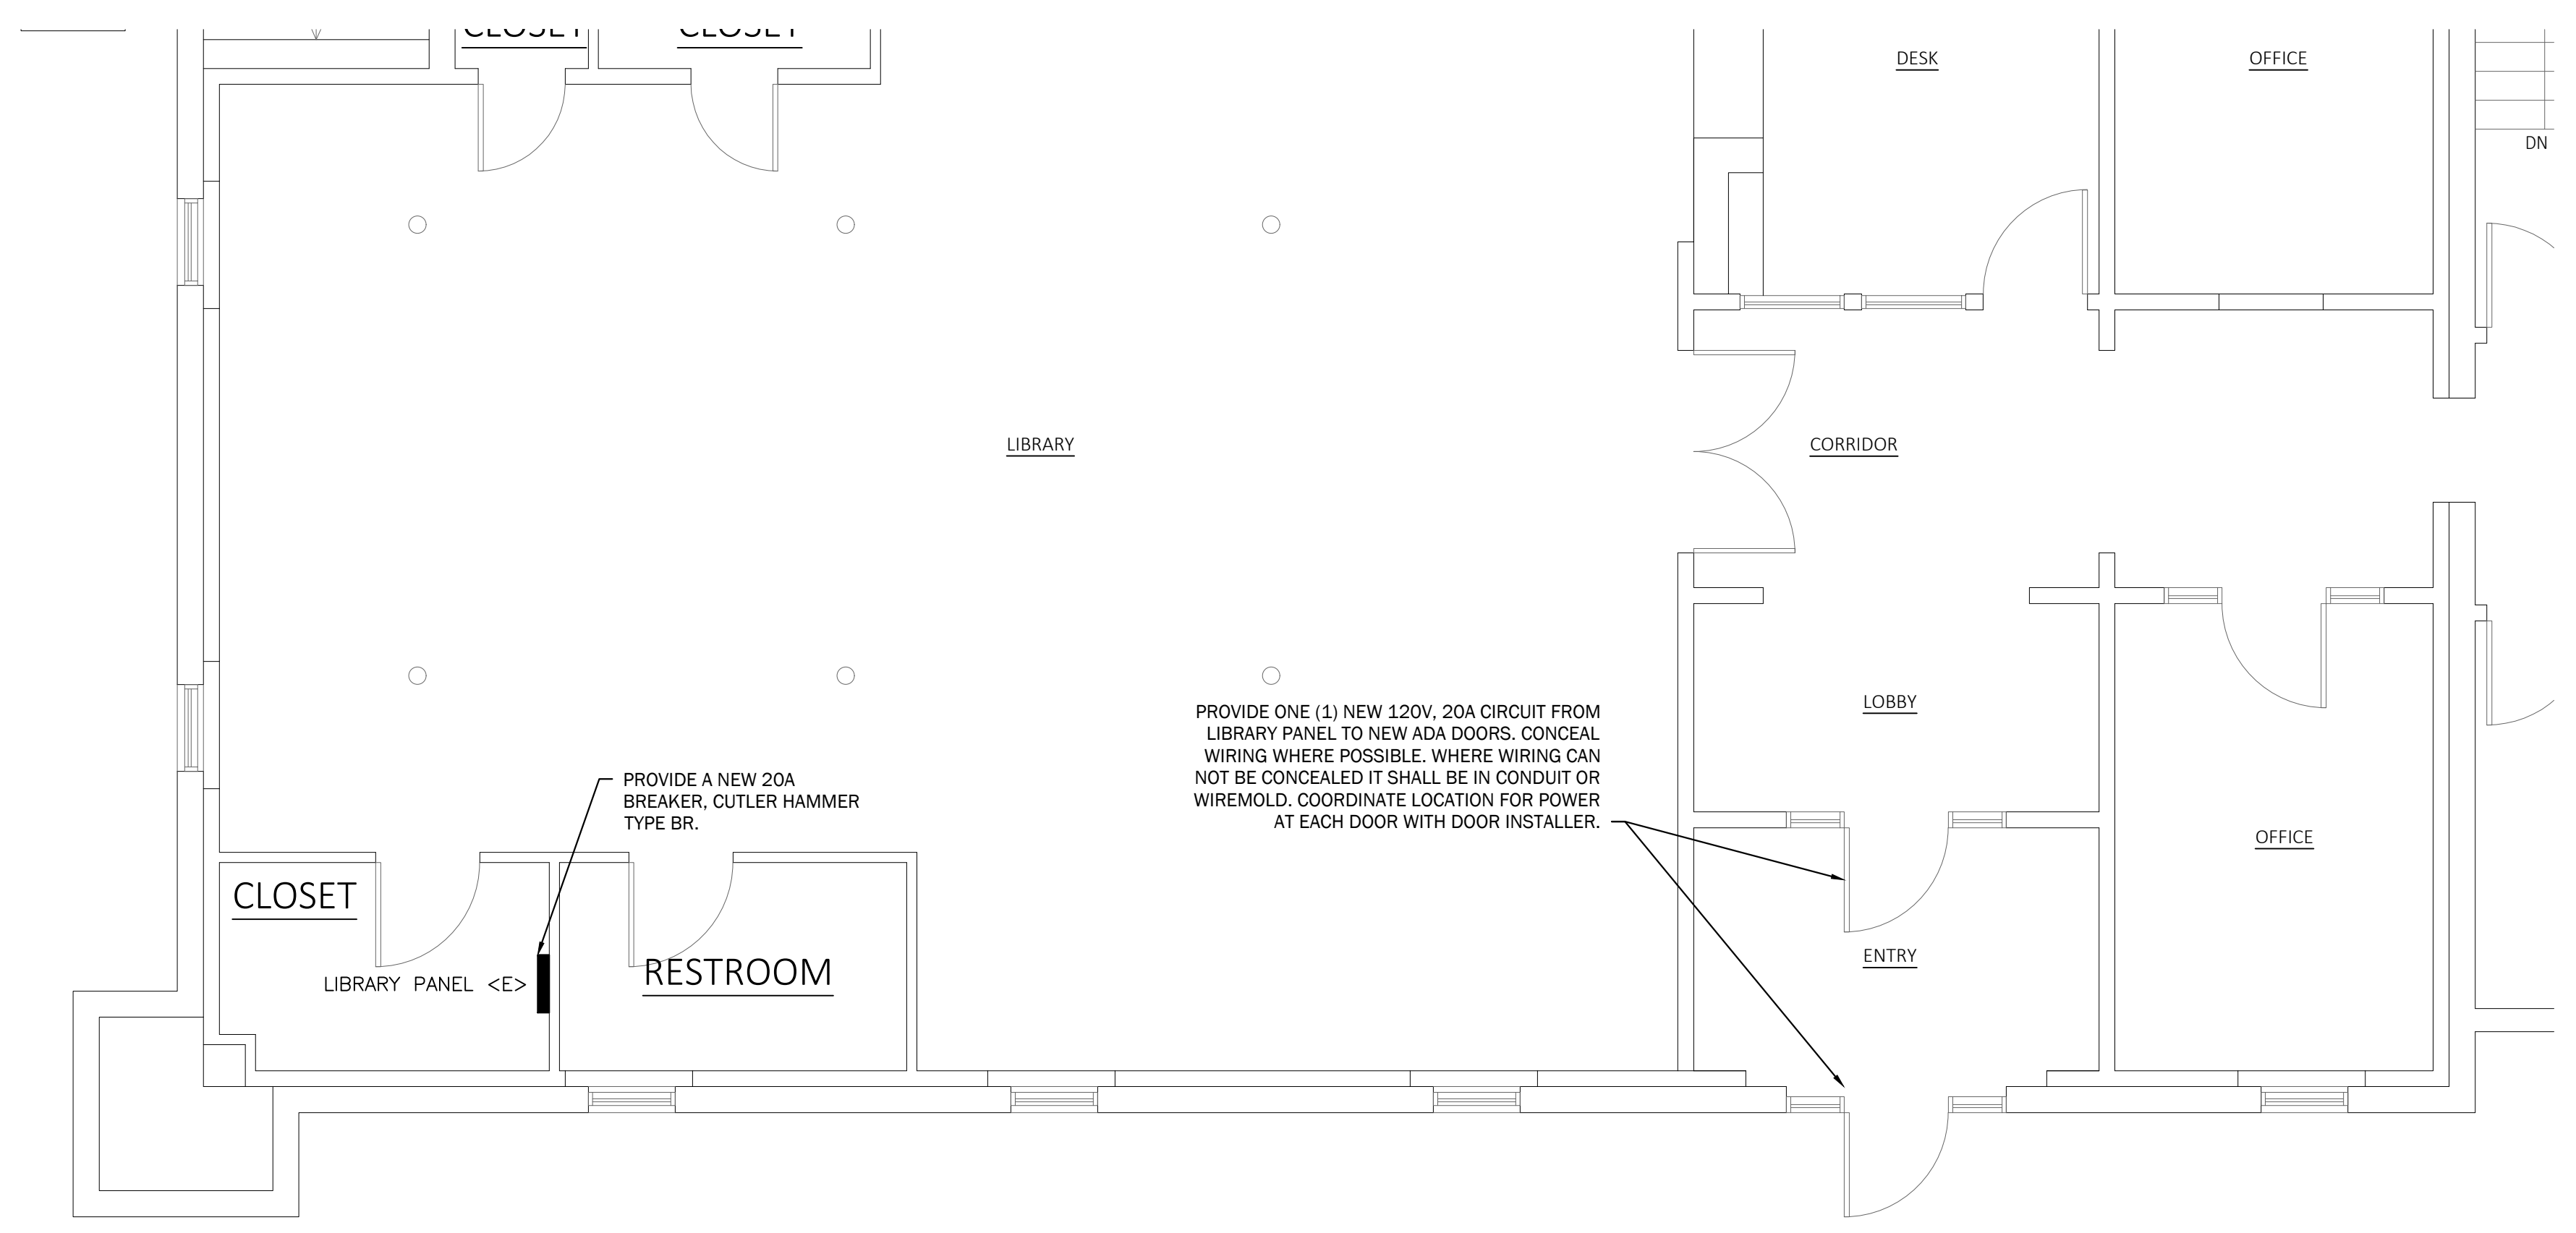 CLOSET
CLOSET
DESK
OFFICE
DN
LIBRARY
CORRIDOR
LOBBY
PROVIDE ONE (1) NEW 120V, 20A CIRCUIT FROM
LIBRARY PANEL TO NEW ADA DOORS. CONCEAL
WIRING WHERE POSSIBLE. WHERE WIRING CAN
NOT BE CONCEALED IT SHALL BE IN CONDUIT OR
WIREMOLD. COORDINATE LOCATION FOR POWER
AT EACH DOOR WITH DOOR INSTALLER.
PROVIDE A NEW 20A
BREAKER, CUTLER HAMMER
TYPE BR.
OFFICE
CLOSET
ENTRY
RESTROOM
LIBRARY PANEL <E>